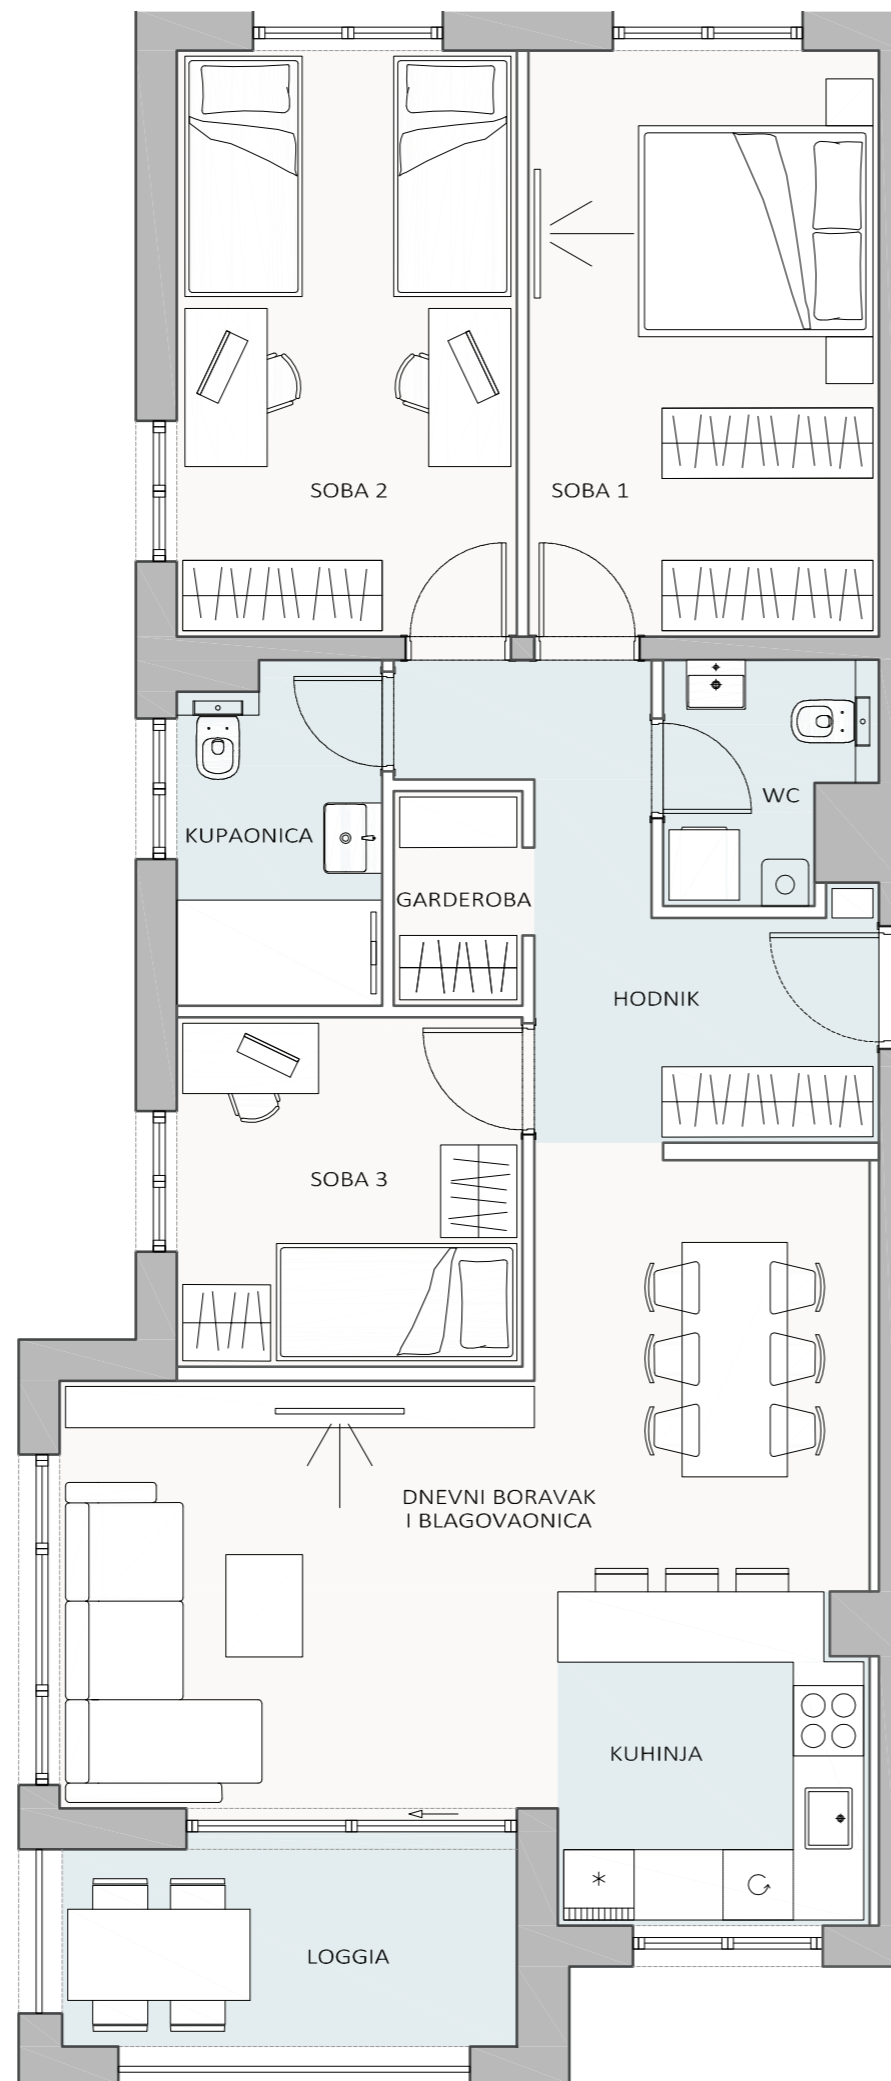 SOBA 2
SOBA 1
WC
KUPAONICA
GARDEROBA
HODNIK
SOBA 3
DNEVNI BORAVAK
I BLAGOVAONICA
KUHINJA
LOGGIA